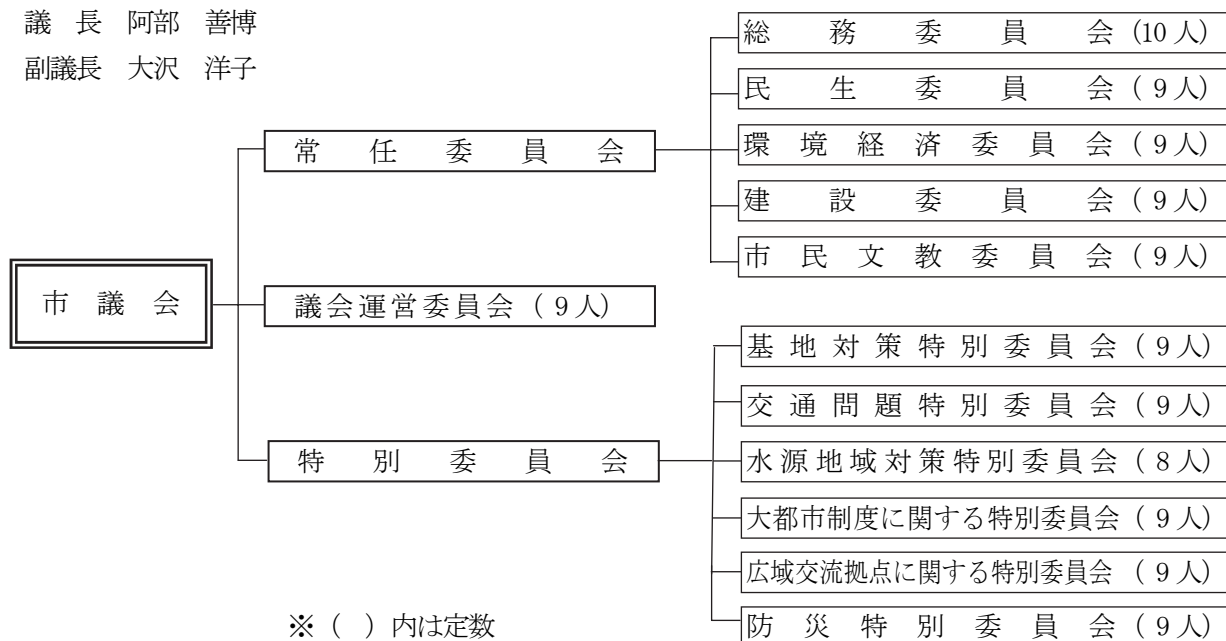 議 長 阿部 善博
副議長 大沢 洋子
市議会
常任委員会
総務委員会 (10人)
民生委員会 ( 9人)
環境経済委員会 ( 9人)
建設委員会 ( 9人)
市民文教委員会 ( 9人)
議会運営委員会 ( 9人)
特別委員会
基地対策特別委員会 ( 9人)
交通問題特別委員会 ( 9人)
水源地域対策特別委員会 ( 8人)
大都市制度に関する特別委員会 ( 9人)
広域交流拠点に関する特別委員会 ( 9人)
防災特別委員会 ( 9人)
※ ( ) 内は定数